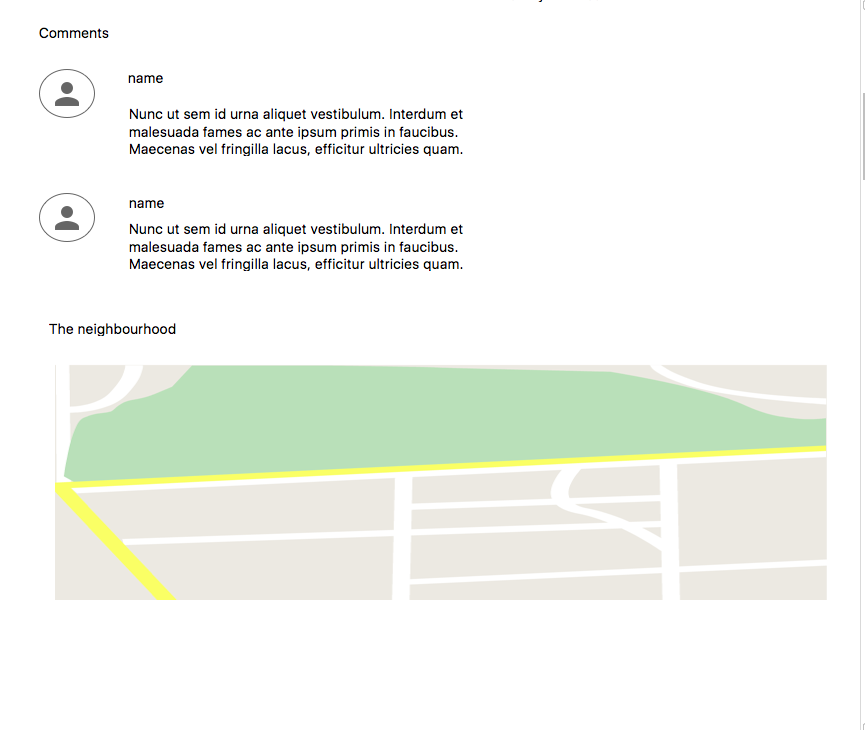 Comments
name
Nunc ut sem id urna aliquet vestibulum. Interdum et
malesuada fames ac ante ipsum primis in faucibus.
Maecenas vel fringilla lacus, efficitur ultricies quam.
name
Nunc ut sem id urna aliquet vestibulum. Interdum et
malesuada fames ac ante ipsum primis in faucibus.
Maecenas vel fringilla lacus, efficitur ultricies quam.
The neighbourhood